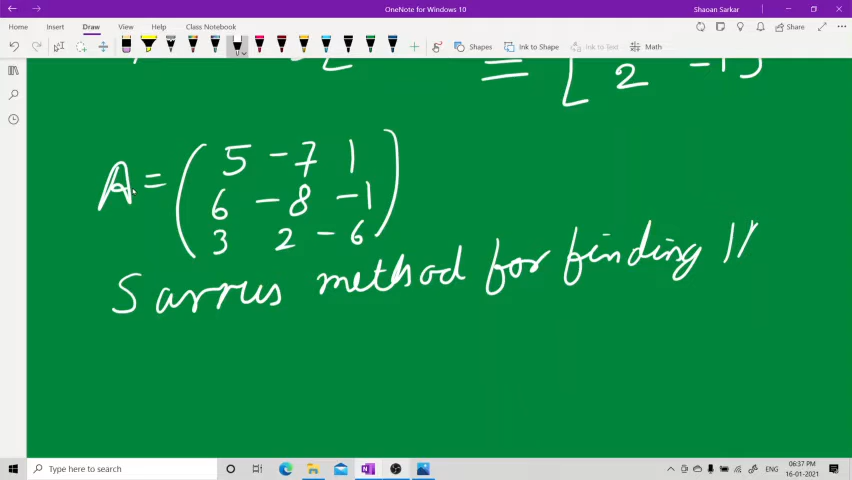 OneNote for Windows 10
Shaoan Sarkar
Home Insert Draw View Help Class Notebook
Share
Shapes Ink to Shape Ink to Text Math
2 -1
A = ( 5 -7 1
6 -8 -1
3 2 -6 )
Sarrus method for finding ||
Type here to search
ENG
06:37 PM
16-01-2021